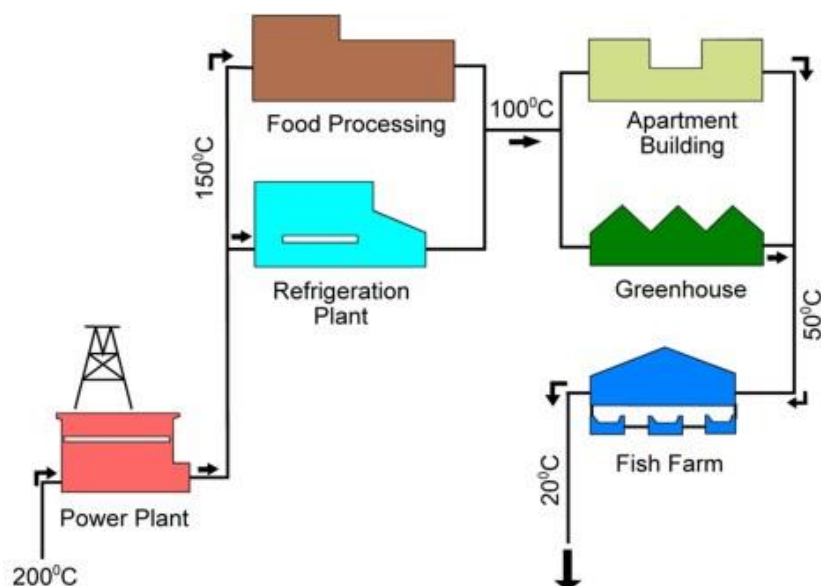 Food Processing
150⁰C
100⁰C
Apartment
Building
Refrigeration
Plant
Greenhouse
50⁰C
Power Plant
200⁰C
Fish Farm
20⁰C